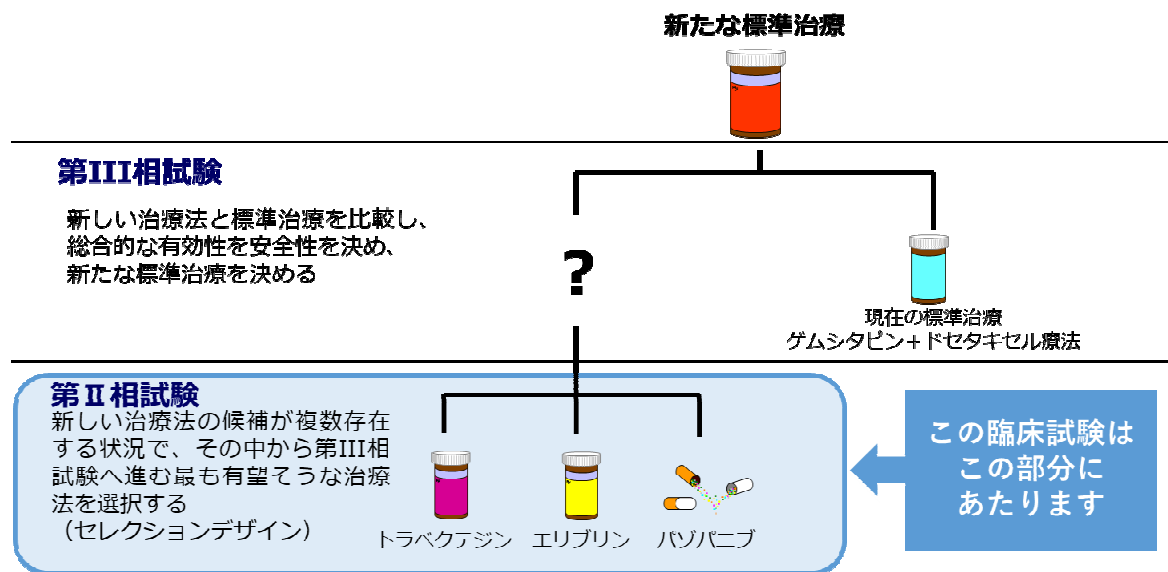 新たな標準治療
第III相試験
新しい治療法と標準治療を比較し、
総合的な有効性を安全性を決め、
新たな標準治療を決める
?
現在の標準治療
ゲムシタビン+ドセタキセル療法
第Ⅱ相試験
新しい治療法の候補が複数存在
する状況で、その中から第III相
試験へ進む最も有望そうな治療
法を選択する
(セレクションデザイン)
トラベクテジン
エリブリン
パゾパニブ
この臨床試験は
この部分に
あたります